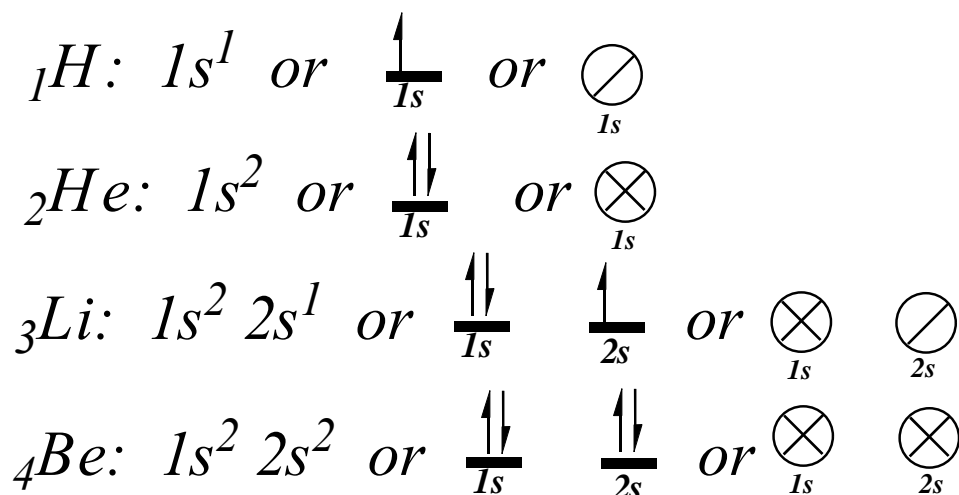 ₁H: 1s¹ or 1s or 1s
₂He: 1s² or 1s or 1s
₃Li: 1s² 2s¹ or 1s 2s or 1s 2s
₄Be: 1s² 2s² or 1s 2s or 1s 2s